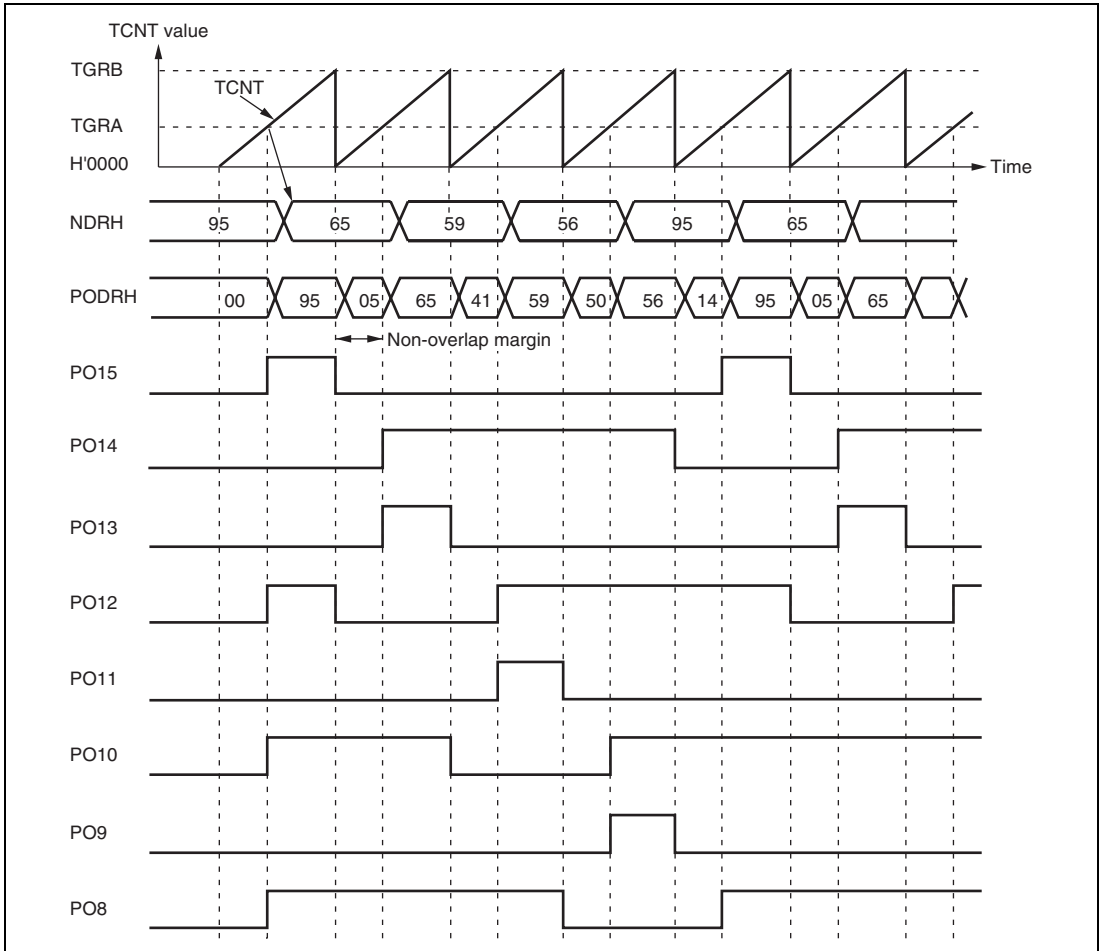 TCNT value
TGRB
TCNT
TGRA
H'0000
Time
NDRH 95 65 59 56 95 65
PODRH 00 95 05 65 41 59 50 56 14 95 05 65
Non-overlap margin
PO15
PO14
PO13
PO12
PO11
PO10
PO9
PO8